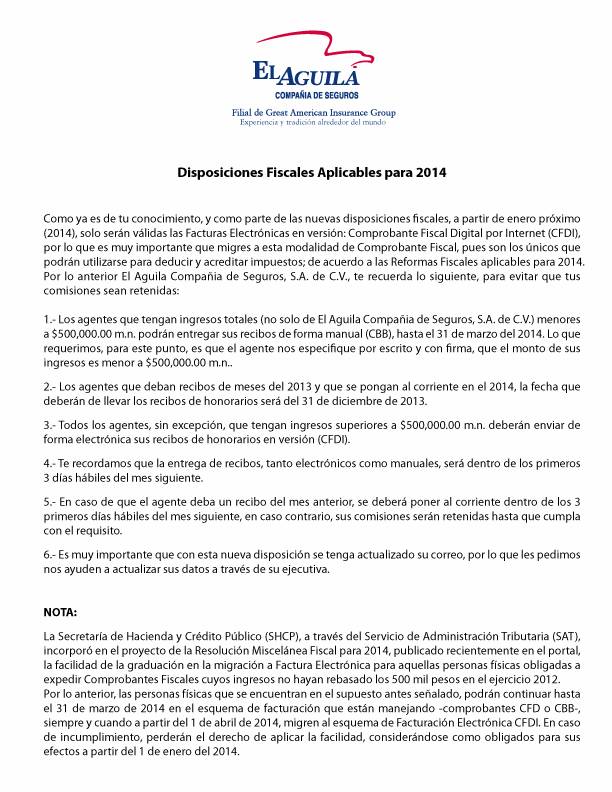 EL AGUILA
COMPAÑIA DE SEGUROS
Filial de Great American Insurance Group
Experiencia y tradición alrededor del mundo
Disposiciones Fiscales Aplicables para 2014
Como ya es de tu conocimiento, y como parte de las nuevas disposiciones fiscales, a partir de enero próximo
(2014), solo serán válidas las Facturas Electrónicas en versión: Comprobante Fiscal Digital por Internet (CFDI),
por lo que es muy importante que migres a esta modalidad de Comprobante Fiscal, pues son los únicos que
podrán utilizarse para deducir y acreditar impuestos; de acuerdo a las Reformas Fiscales aplicables para 2014.
Por lo anterior El Aguila Compañia de Seguros, S.A. de C.V., te recuerda lo siguiente, para evitar que tus
comisiones sean retenidas:
1.- Los agentes que tengan ingresos totales (no solo de El Aguila Compañia de Seguros, S.A. de C.V.) menores
a $500,000.00 m.n. podrán entregar sus recibos de forma manual (CBB), hasta el 31 de marzo del 2014. Lo que
requerimos, para este punto, es que el agente nos especifique por escrito y con firma, que el monto de sus
ingresos es menor a $500,000.00 m.n..
2.- Los agentes que deban recibos de meses del 2013 y que se pongan al corriente en el 2014, la fecha que
deberán de llevar los recibos de honorarios será del 31 de diciembre de 2013.
3.- Todos los agentes, sin excepción, que tengan ingresos superiores a $500,000.00 m.n. deberán enviar de
forma electrónica sus recibos de honorarios en versión (CFDI).
4.- Te recordamos que la entrega de recibos, tanto electrónicos como manuales, será dentro de los primeros
3 días hábiles del mes siguiente.
5.- En caso de que el agente deba un recibo del mes anterior, se deberá poner al corriente dentro de los 3
primeros días hábiles del mes siguiente, en caso contrario, sus comisiones serán retenidas hasta que cumpla
con el requisito.
6.- Es muy importante que con esta nueva disposición se tenga actualizado su correo, por lo que les pedimos
nos ayuden a actualizar sus datos a través de su ejecutiva.
NOTA:
La Secretaría de Hacienda y Crédito Público (SHCP), a través del Servicio de Administración Tributaria (SAT),
incorporó en el proyecto de la Resolución Miscelánea Fiscal para 2014, publicado recientemente en el portal,
la facilidad de la graduación en la migración a Factura Electrónica para aquellas personas físicas obligadas a
expedir Comprobantes Fiscales cuyos ingresos no hayan rebasado los 500 mil pesos en el ejercicio 2012.
Por lo anterior, las personas físicas que se encuentran en el supuesto antes señalado, podrán continuar hasta
el 31 de marzo de 2014 en el esquema de facturación que están manejando -comprobantes CFD o CBB-,
siempre y cuando a partir del 1 de abril de 2014, migren al esquema de Facturación Electrónica CFDI. En caso
de incumplimiento, perderán el derecho de aplicar la facilidad, considerándose como obligados para sus
efectos a partir del 1 de enero del 2014.